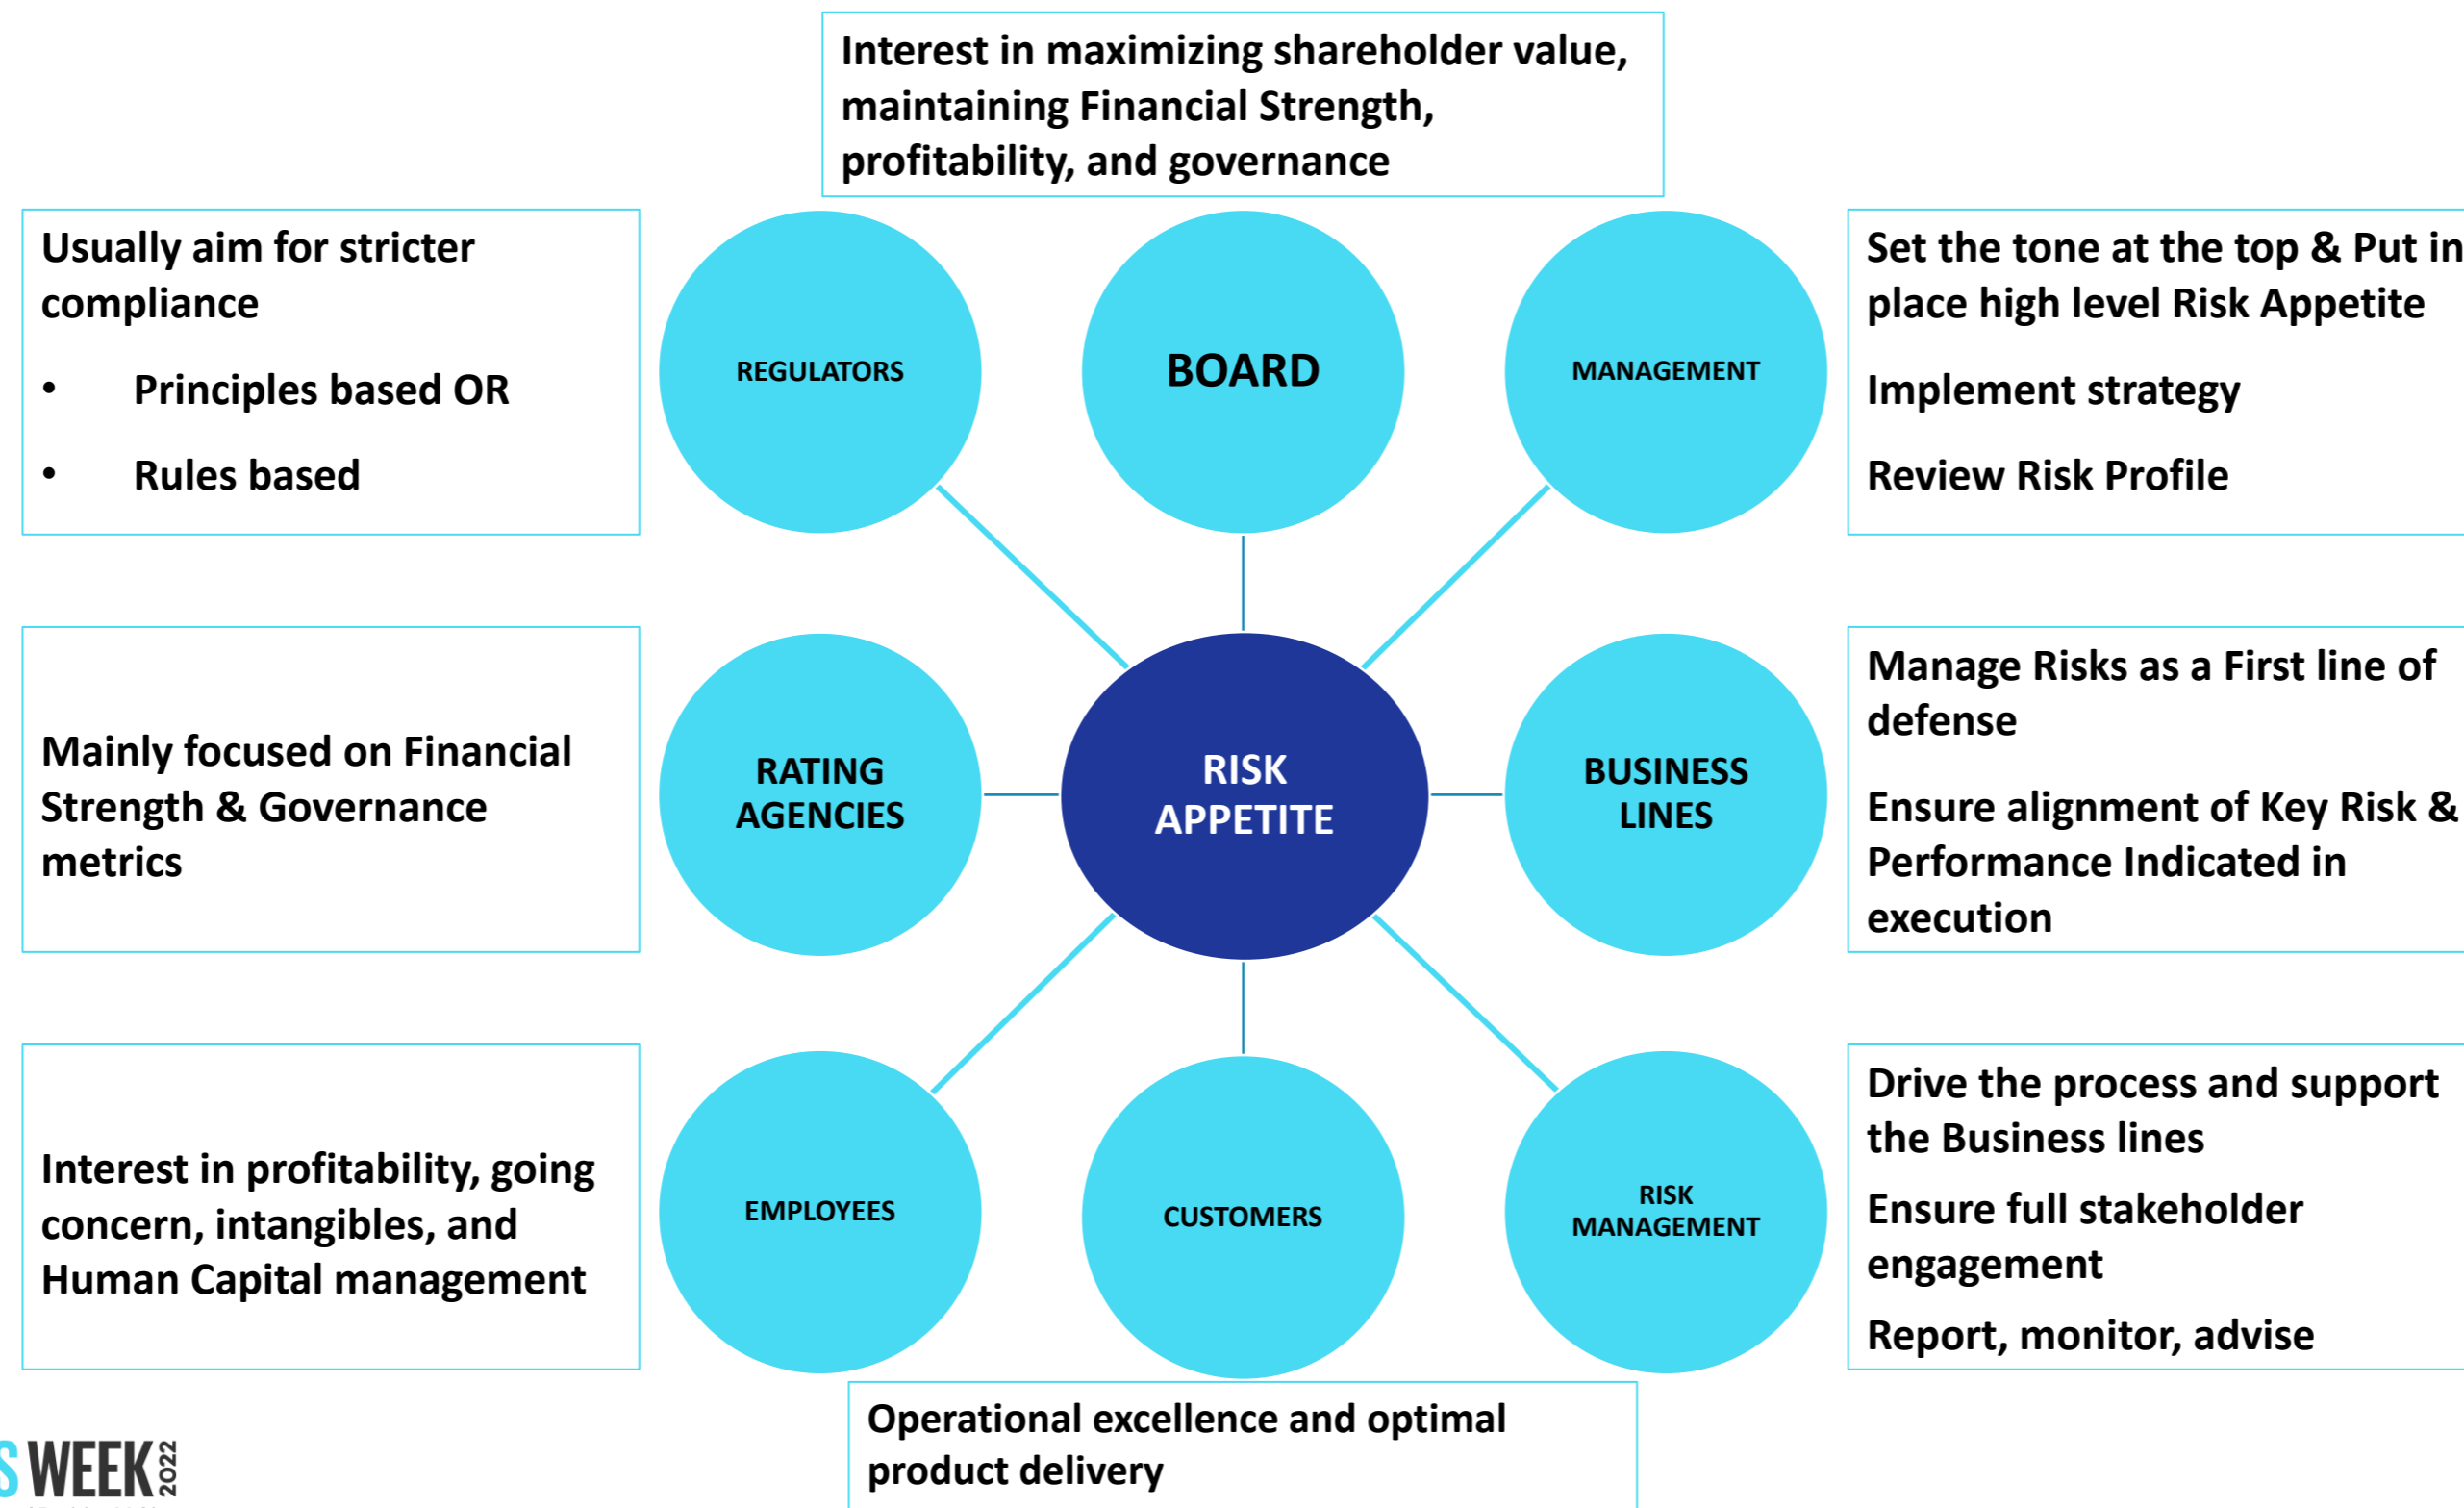 Interest in maximizing shareholder value,
maintaining Financial Strength,
profitability, and governance
Usually aim for stricter
compliance
• Principles based OR
• Rules based
REGULATORS
BOARD
MANAGEMENT
Set the tone at the top & Put in
place high level Risk Appetite
Implement strategy
Review Risk Profile
Mainly focused on Financial
Strength & Governance
metrics
RATING
AGENCIES
RISK
APPETITE
BUSINESS
LINES
Manage Risks as a First line of
defense
Ensure alignment of Key Risk &
Performance Indicated in
execution
Interest in profitability, going
concern, intangibles, and
Human Capital management
EMPLOYEES
CUSTOMERS
RISK
MANAGEMENT
Drive the process and support
the Business lines
Ensure full stakeholder
engagement
Report, monitor, advise
Operational excellence and optimal
product delivery
S WEEK 2022